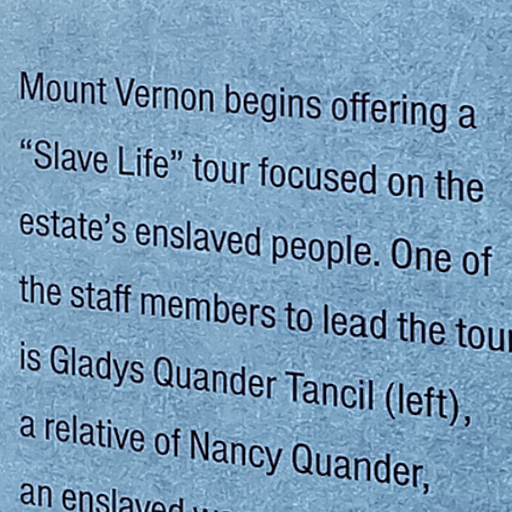 Mount Vernon begins offering a
“Slave Life” tour focused on the
estate’s enslaved people. One of
the staff members to lead the tour
is Gladys Quander Tancil (left),
a relative of Nancy Quander,
an enslaved